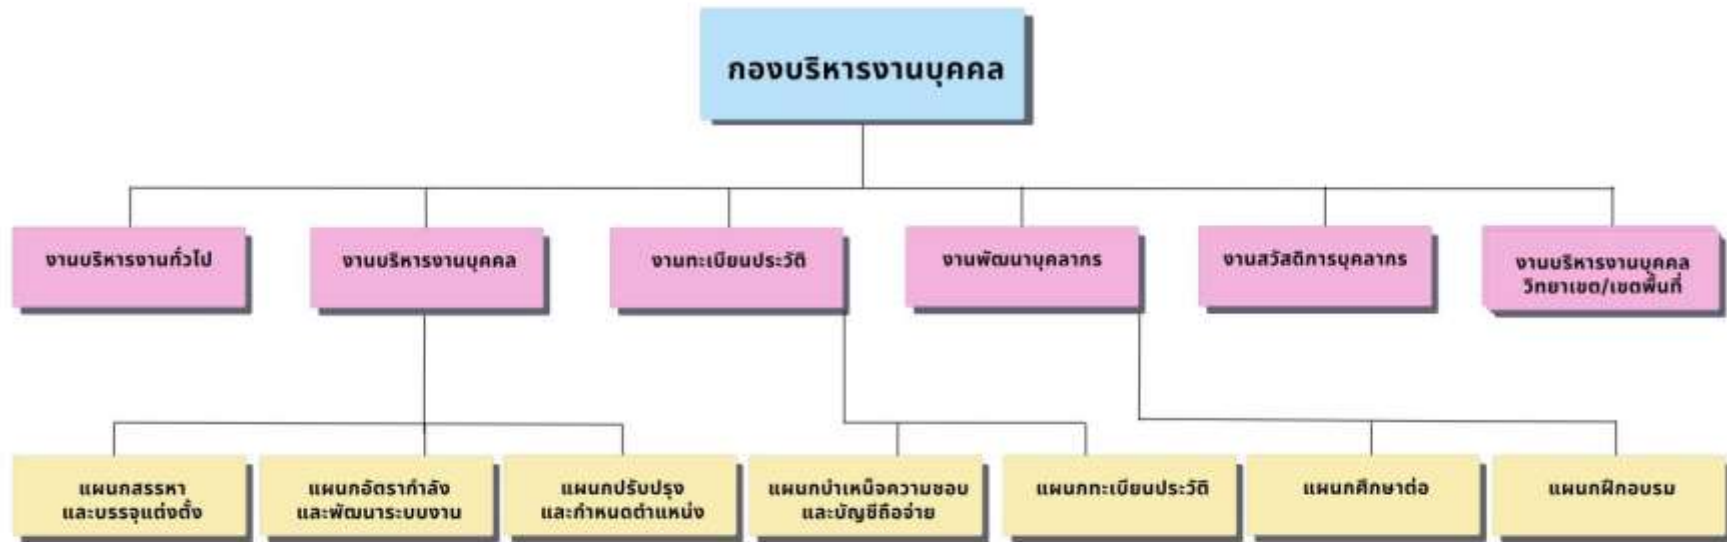 กองบริหารงานบุคคล
งานบริหารงานทั่วไป
งานบริหารงานบุคคล
งานทะเบียนประวัติ
งานพัฒนาบุคลากร
งานสวัสดิการบุคลากร
งานบริหารงานบุคคล
วิทยาเขต/เขตพื้นที่
แผนกสรรหา
และบรรจุแต่งตั้ง
แผนกอัตรากำลัง
และพัฒนาระบบงาน
แผนกปรับปรุง
และกำหนดตำแหน่ง
แผนกบำเหน็จความชอบ
และบัญชีถือจ่าย
แผนกทะเบียนประวัติ
แผนกศึกษาต่อ
แผนกฝึกอบรม